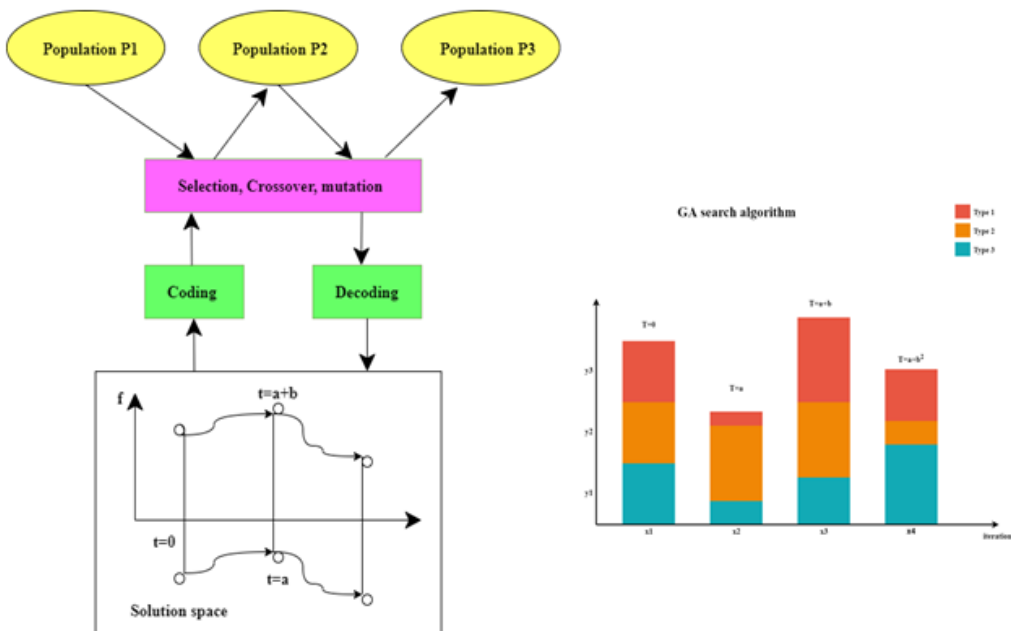 Population P1
Population P2
Population P3
Selection, Crossover, mutation
Coding
Decoding
f
t=a+b
t=0
t=a
Solution space
GA search algorithm
Type 1
Type 2
Type 3
T=0
T=a
T=a+b
T=a+b²
y3
y2
y1
x1
x2
x3
x4
iteration